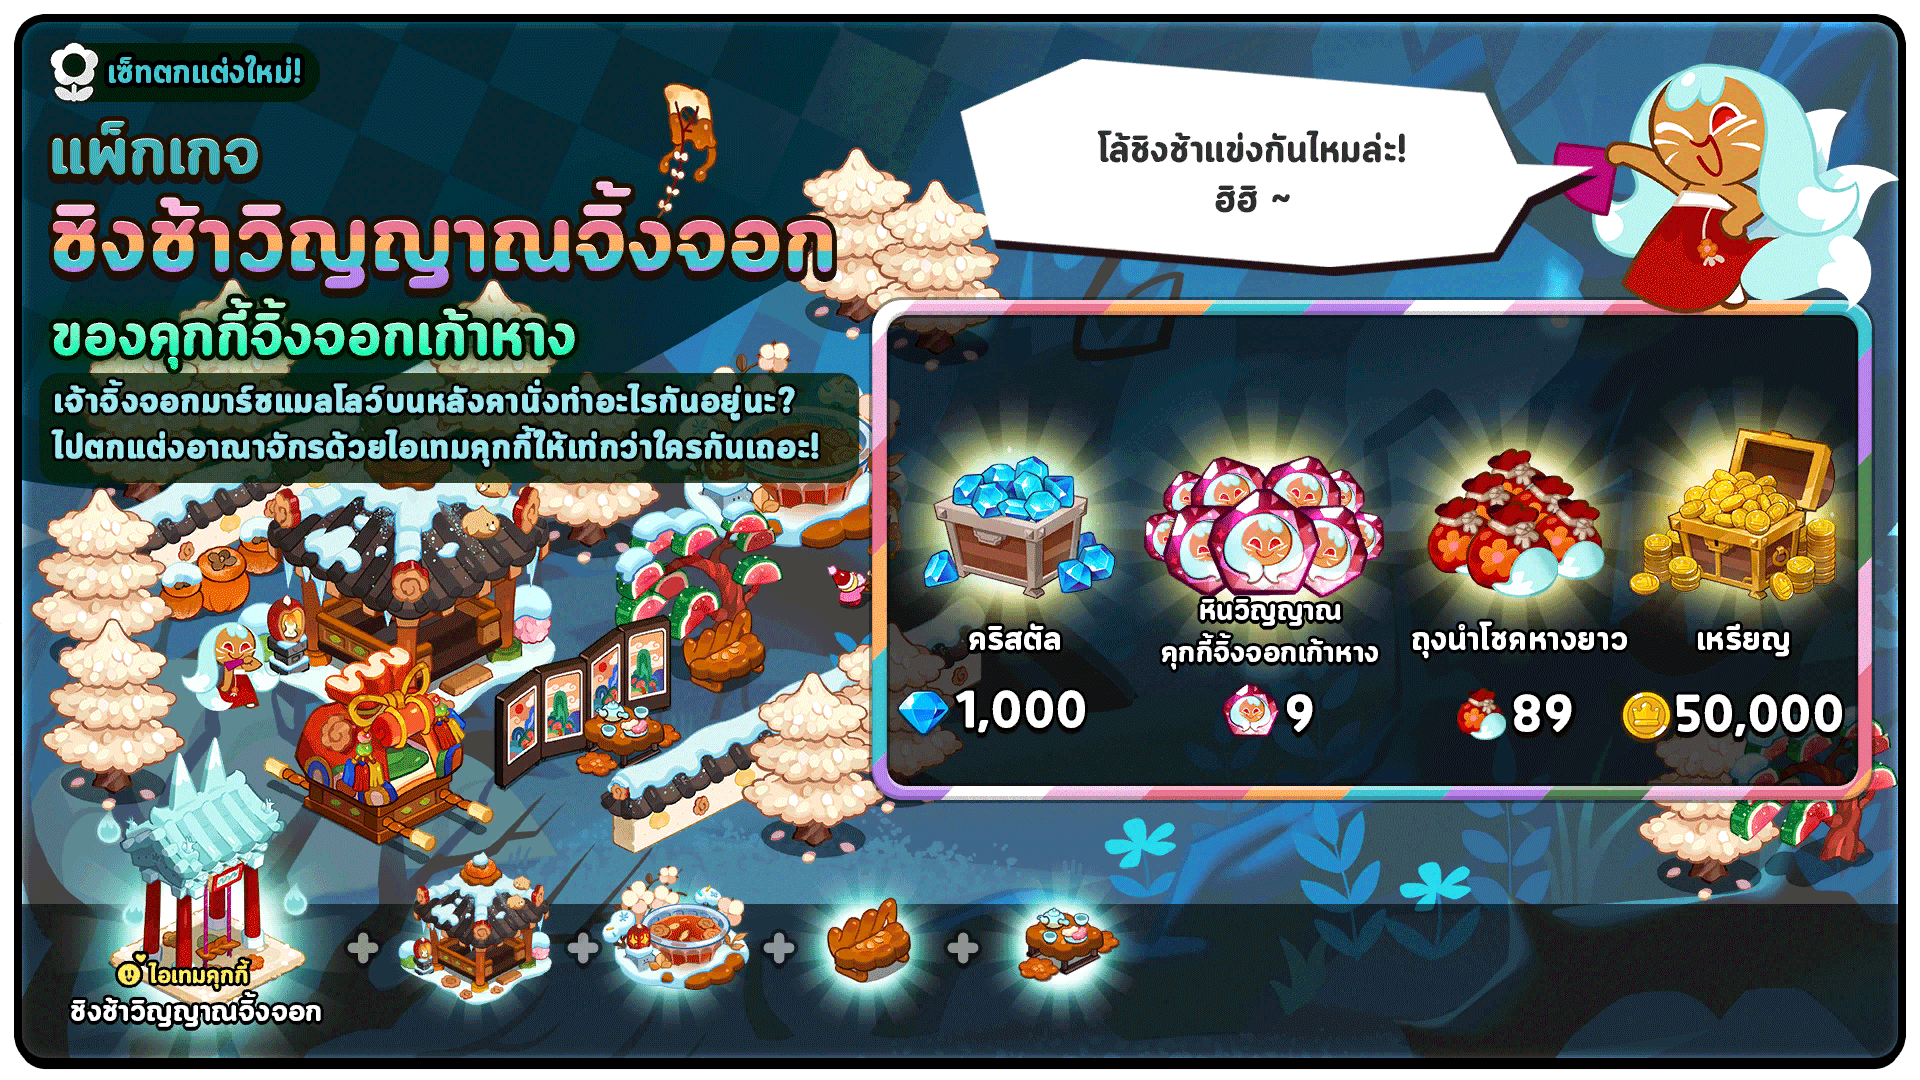 เซ็ทตกแต่งใหม่!
แพ็กเกจ
ชิงช้าวิญญาณจิ้งจอก
ของคุกกี้จิ้งจอกเก้าหาง
เจ้าจิ้งจอกมาร์ชแมลโลว์บนหลังคานั่งทำอะไรกันอยู่นะ?
ไปตกแต่งอาณาจักรด้วยไอเทมคุกกี้ให้เท่กว่าใครกันเถอะ!
โล้ชิงช้าแข่งกันไหมล่ะ!
ฮิฮิ ~
คริสตัล
1,000
หินวิญญาณ
คุกกี้จิ้งจอกเก้าหาง
9
ถุงนำโชคหางยาว
89
เหรียญ
50,000
ไอเทมคุกกี้
ชิงช้าวิญญาณจิ้งจอก
+ + + +